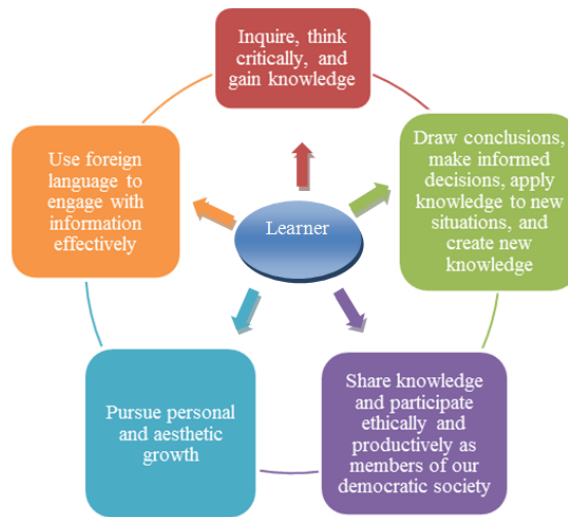 Inquire, think
critically, and
gain knowledge
Draw conclusions,
make informed
decisions, apply
knowledge to new
situations, and
create new
knowledge
Share knowledge
and participate
ethically and
productively as
members of our
democratic society
Pursue personal
and aesthetic
growth
Use foreign
language to
engage with
information
effectively
Learner